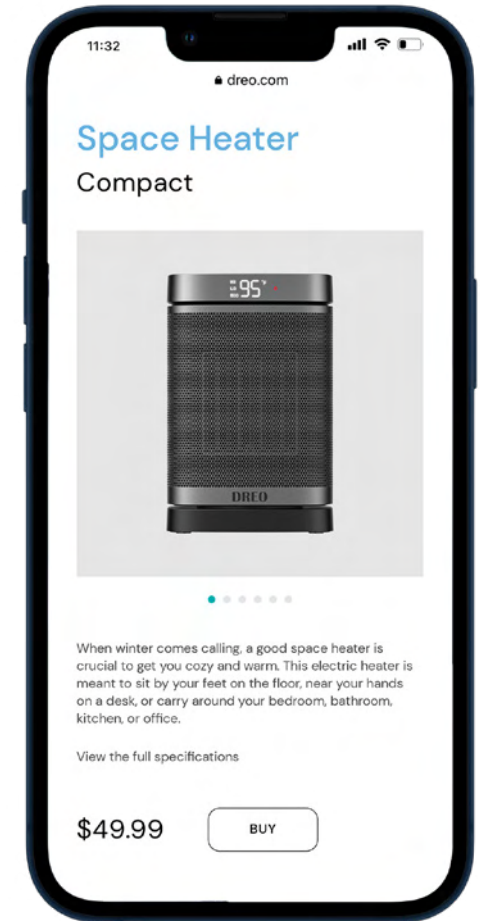 11:32
dreo.com
Space Heater
Compact
95°
DREO
When winter comes calling, a good space heater is
crucial to get you cozy and warm. This electric heater is
meant to sit by your feet on the floor, near your hands
on a desk, or carry around your bedroom, bathroom,
kitchen, or office.
View the full specifications
$49.99
BUY